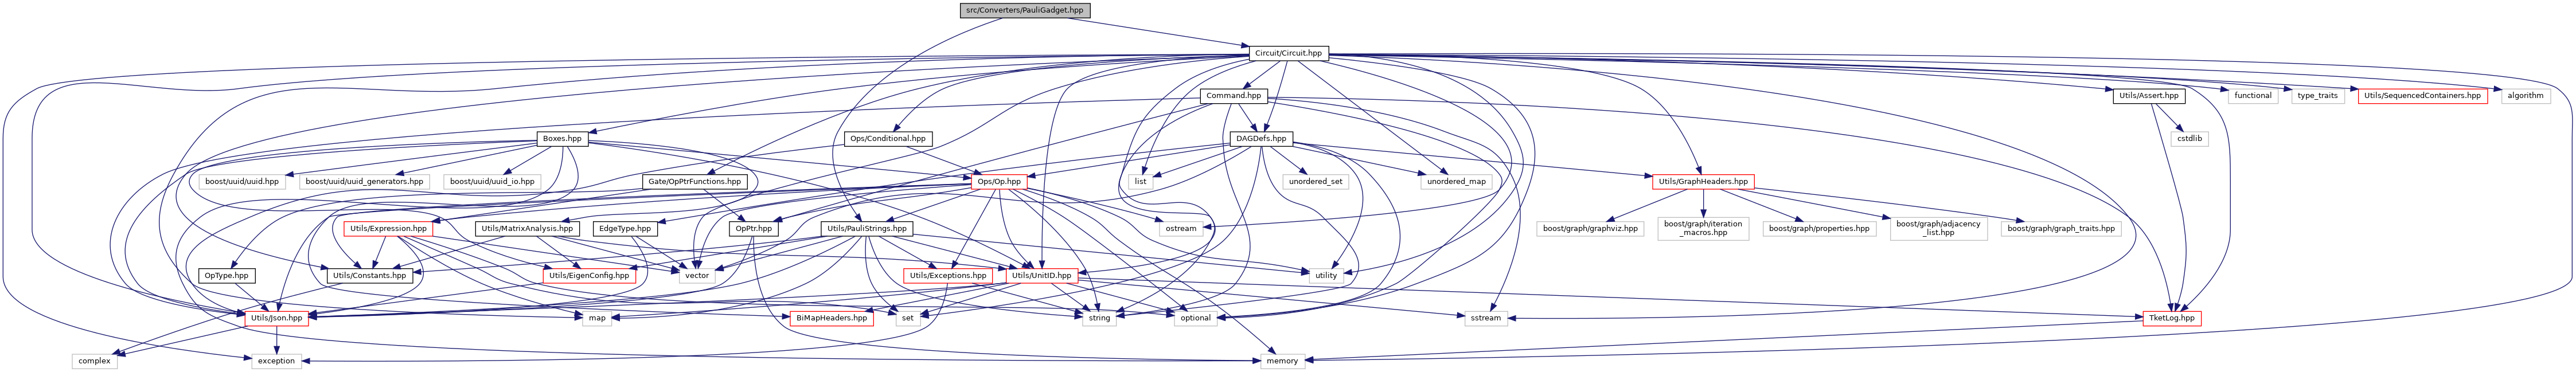 src/Converters/PauliGadget.hpp
Circuit/Circuit.hpp
Command.hpp
Utils/Assert.hpp
functional
type_traits
Utils/SequencedContainers.hpp
algorithm
Boxes.hpp
Ops/Conditional.hpp
DAGDefs.hpp
cstdlib
boost/uuid/uuid.hpp
boost/uuid/uuid_generators.hpp
boost/uuid/uuid_io.hpp
Gate/OpPtrFunctions.hpp
Ops/Op.hpp
list
unordered_set
unordered_map
Utils/GraphHeaders.hpp
Utils/Expression.hpp
Utils/MatrixAnalysis.hpp
EdgeType.hpp
OpPtr.hpp
Utils/PauliStrings.hpp
ostream
boost/graph/graphviz.hpp
boost/graph/iteration
_macros.hpp
boost/graph/properties.hpp
boost/graph/adjacency
_list.hpp
boost/graph/graph_traits.hpp
OpType.hpp
Utils/Constants.hpp
Utils/EigenConfig.hpp
vector
Utils/Exceptions.hpp
Utils/UnitID.hpp
utility
Utils/Json.hpp
map
BiMapHeaders.hpp
set
string
optional
sstream
TketLog.hpp
complex
exception
memory